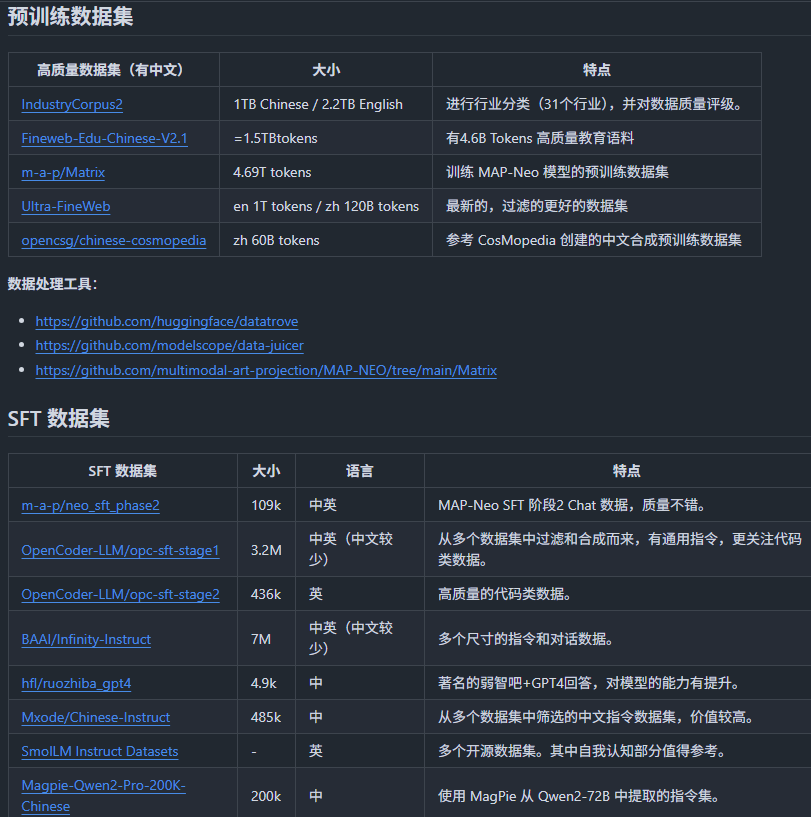 预训练数据集
高质量数据集（有中文） 大小 特点
IndustryCorpus2 1TB Chinese / 2.2TB English 进行行业分类（31个行业），并对数据质量评级。
Fineweb-Edu-Chinese-V2.1 =1.5TBtokens 有4.6B Tokens 高质量教育语料
m-a-p/Matrix 4.69T tokens 训练 MAP-Neo 模型的预训练数据集
Ultra-FineWeb en 1T tokens / zh 120B tokens 最新的，过滤的更好的数据集
opencsg/chinese-cosmopedia zh 60B tokens 参考 CosMopedia 创建的中文合成预训练数据集
数据处理工具：
https://github.com/huggingface/datatrove
https://github.com/modelscope/data-juicer
https://github.com/multimodal-art-projection/MAP-NEO/tree/main/Matrix
SFT 数据集
SFT 数据集 大小 语言 特点
m-a-p/neo_sft_phase2 109k 中英 MAP-Neo SFT 阶段2 Chat 数据，质量不错。
OpenCoder-LLM/opc-sft-stage1 3.2M 中英（中文较
少） 从多个数据集中过滤和合成而来，有通用指令，更关注代码
类数据。
OpenCoder-LLM/opc-sft-stage2 436k 英 高质量的代码类数据。
BAAI/Infinity-Instruct 7M 中英（中文较
少） 多个尺寸的指令和对话数据。
hfl/ruozhiba_gpt4 4.9k 中 著名的弱智吧+GPT4回答，对模型的能力有提升。
Mxode/Chinese-Instruct 485k 中 从多个数据集中筛选的中文指令数据集，价值较高。
SmolLM Instruct Datasets - 英 多个开源数据集。其中自我认知部分值得参考。
Magpie-Qwen2-Pro-200K-
Chinese 200k 中 使用 MagPie 从 Qwen2-72B 中提取的指令集。